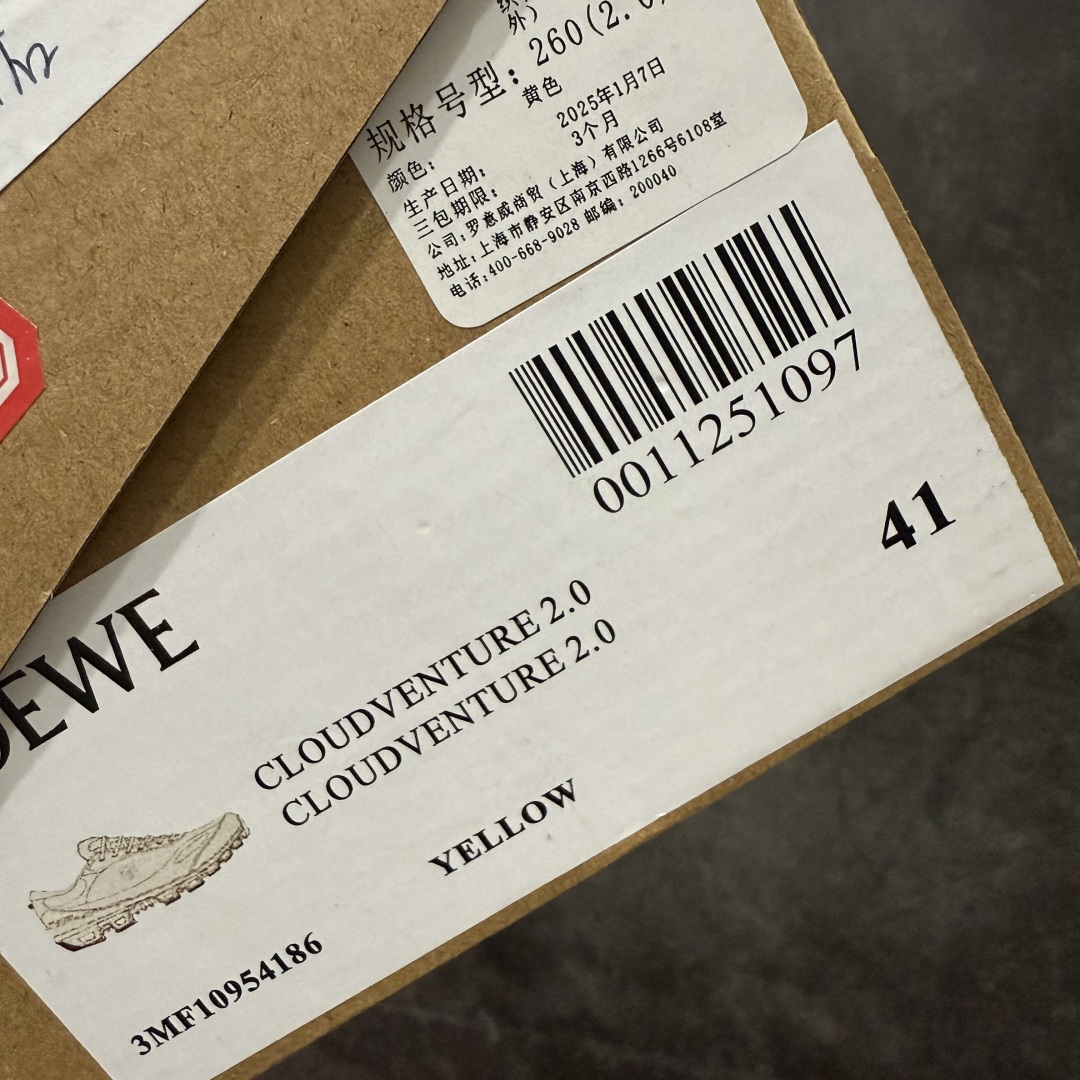 外)
规格号型: 260(2.
颜色: 黄色
生产日期: 2025年1月7日
三包期限: 3个月
公司:罗意威商贸(上海)有限公司
地址:上海市静安区南京西路1266号6108室
电话:400-668-9028 邮编: 200040
0011251097
41
OEWE
CLOUDVENTURE 2.0
CLOUDVENTURE 2.0
YELLOW
3MF10954186